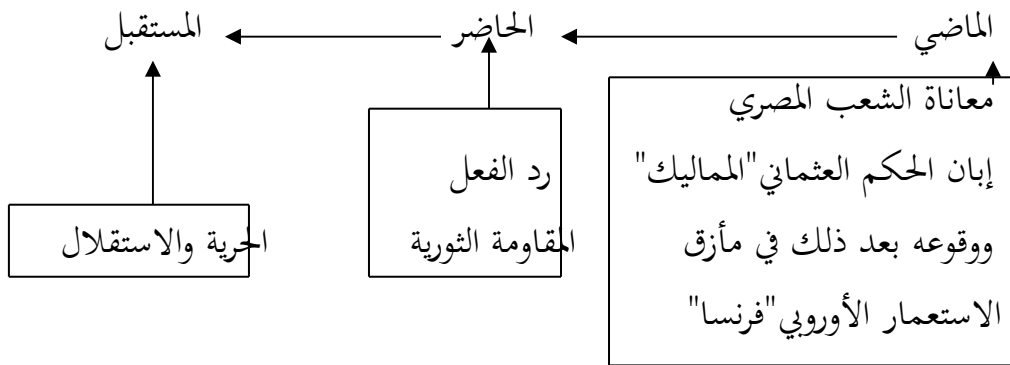 الماضي
الحاضر
المستقبل
معاناة الشعب المصري
إبان الحكم العثماني"المماليك"
ووقوعه بعد ذلك في مأزق
الاستعمار الأوروبي"فرنسا"
رد الفعل
المقاومة الثورية
الحرية والاستقلال